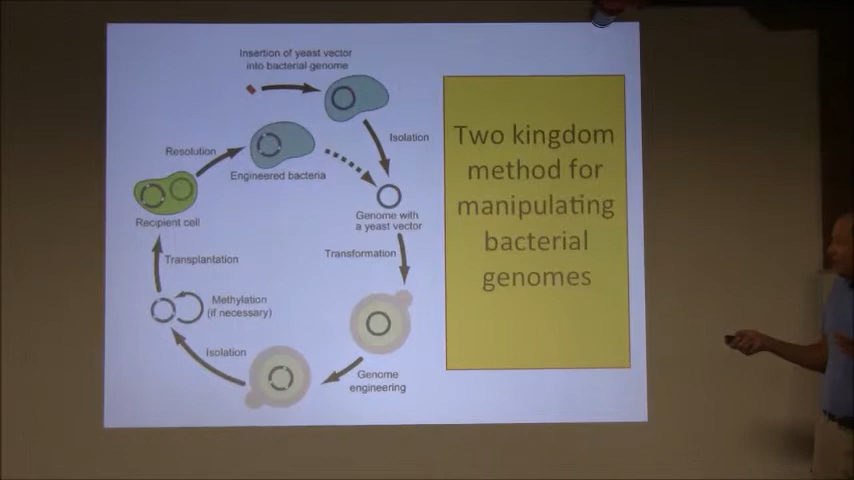 Insertion of yeast vector
into bacterial genome
Isolation
Resolution
Engineered bacteria
Genome with
a yeast vector
Recipient cell
Transformation
Transplantation
Methylation
(if necessary)
Isolation
Genome
engineering
Two kingdom
method for
manipulating
bacterial
genomes